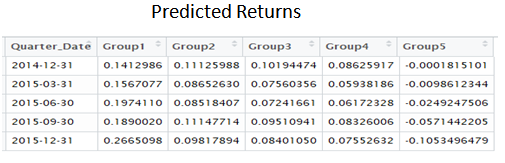 Predicted Returns
Quarter_Date Group1 Group2 Group3 Group4 Group5
2014-12-31 0.1412986 0.11125988 0.10194474 0.08625917 -0.0001815101
2015-03-31 0.1567077 0.08652630 0.07560356 0.05938186 -0.0098612344
2015-06-30 0.1974110 0.08518407 0.07241661 0.06172328 -0.0249247506
2015-09-30 0.1890020 0.11147714 0.09510941 0.08326006 -0.0571442205
2015-12-31 0.2665098 0.09817894 0.08401050 0.07552632 -0.1053496479